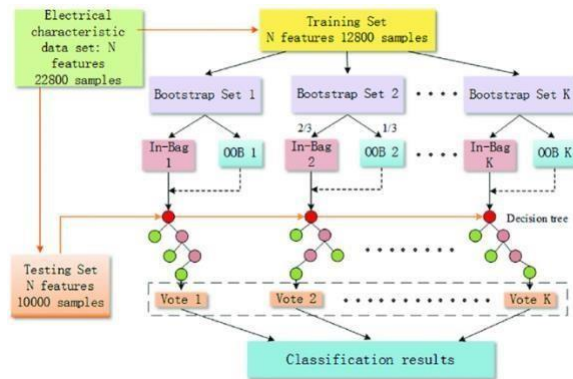 Electrical
characteristic
data set: N
features
22800 samples
Training Set
N features 12800 samples
Bootstrap Set 1
Bootstrap Set 2
Bootstrap Set K
2/3
1/3
In-Bag
1
OOB 1
In-Bag
2
OOB 2
In-Bag
K
OOB K
Decision tree
Testing Set
N features
10000 samples
Vote 1
Vote 2
Vote K
Classification results